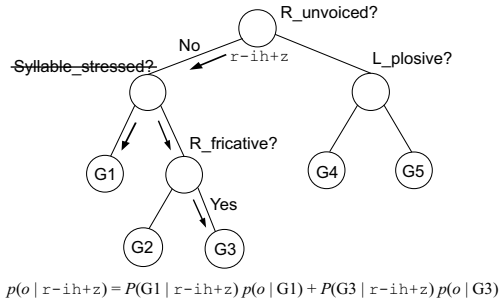 R_unvoiced?
No
r-ih+z
Syllable_stressed?
L_plosive?
R_fricative?
G1
G4
G5
Yes
G2
G3
p(o | r-ih+z) = P(G1 | r-ih+z) p(o | G1) + P(G3 | r-ih+z) p(o | G3)